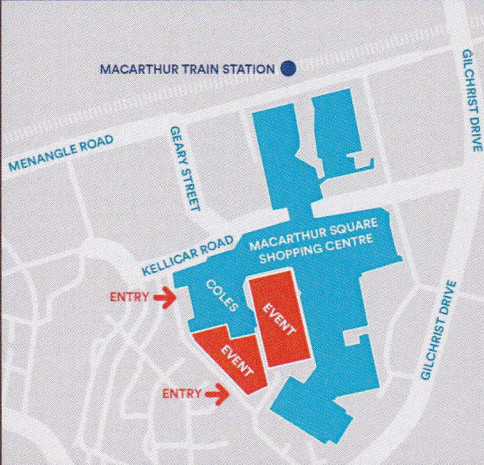 MACARTHUR TRAIN STATION
GILCHRIST DRIVE
MENANGLE ROAD
GEARY STREET
KELLICAR ROAD
MACARTHUR SQUARE
SHOPPING CENTRE
ENTRY
COLES
EVENT
EVENT
GILCHRIST DRIVE
ENTRY